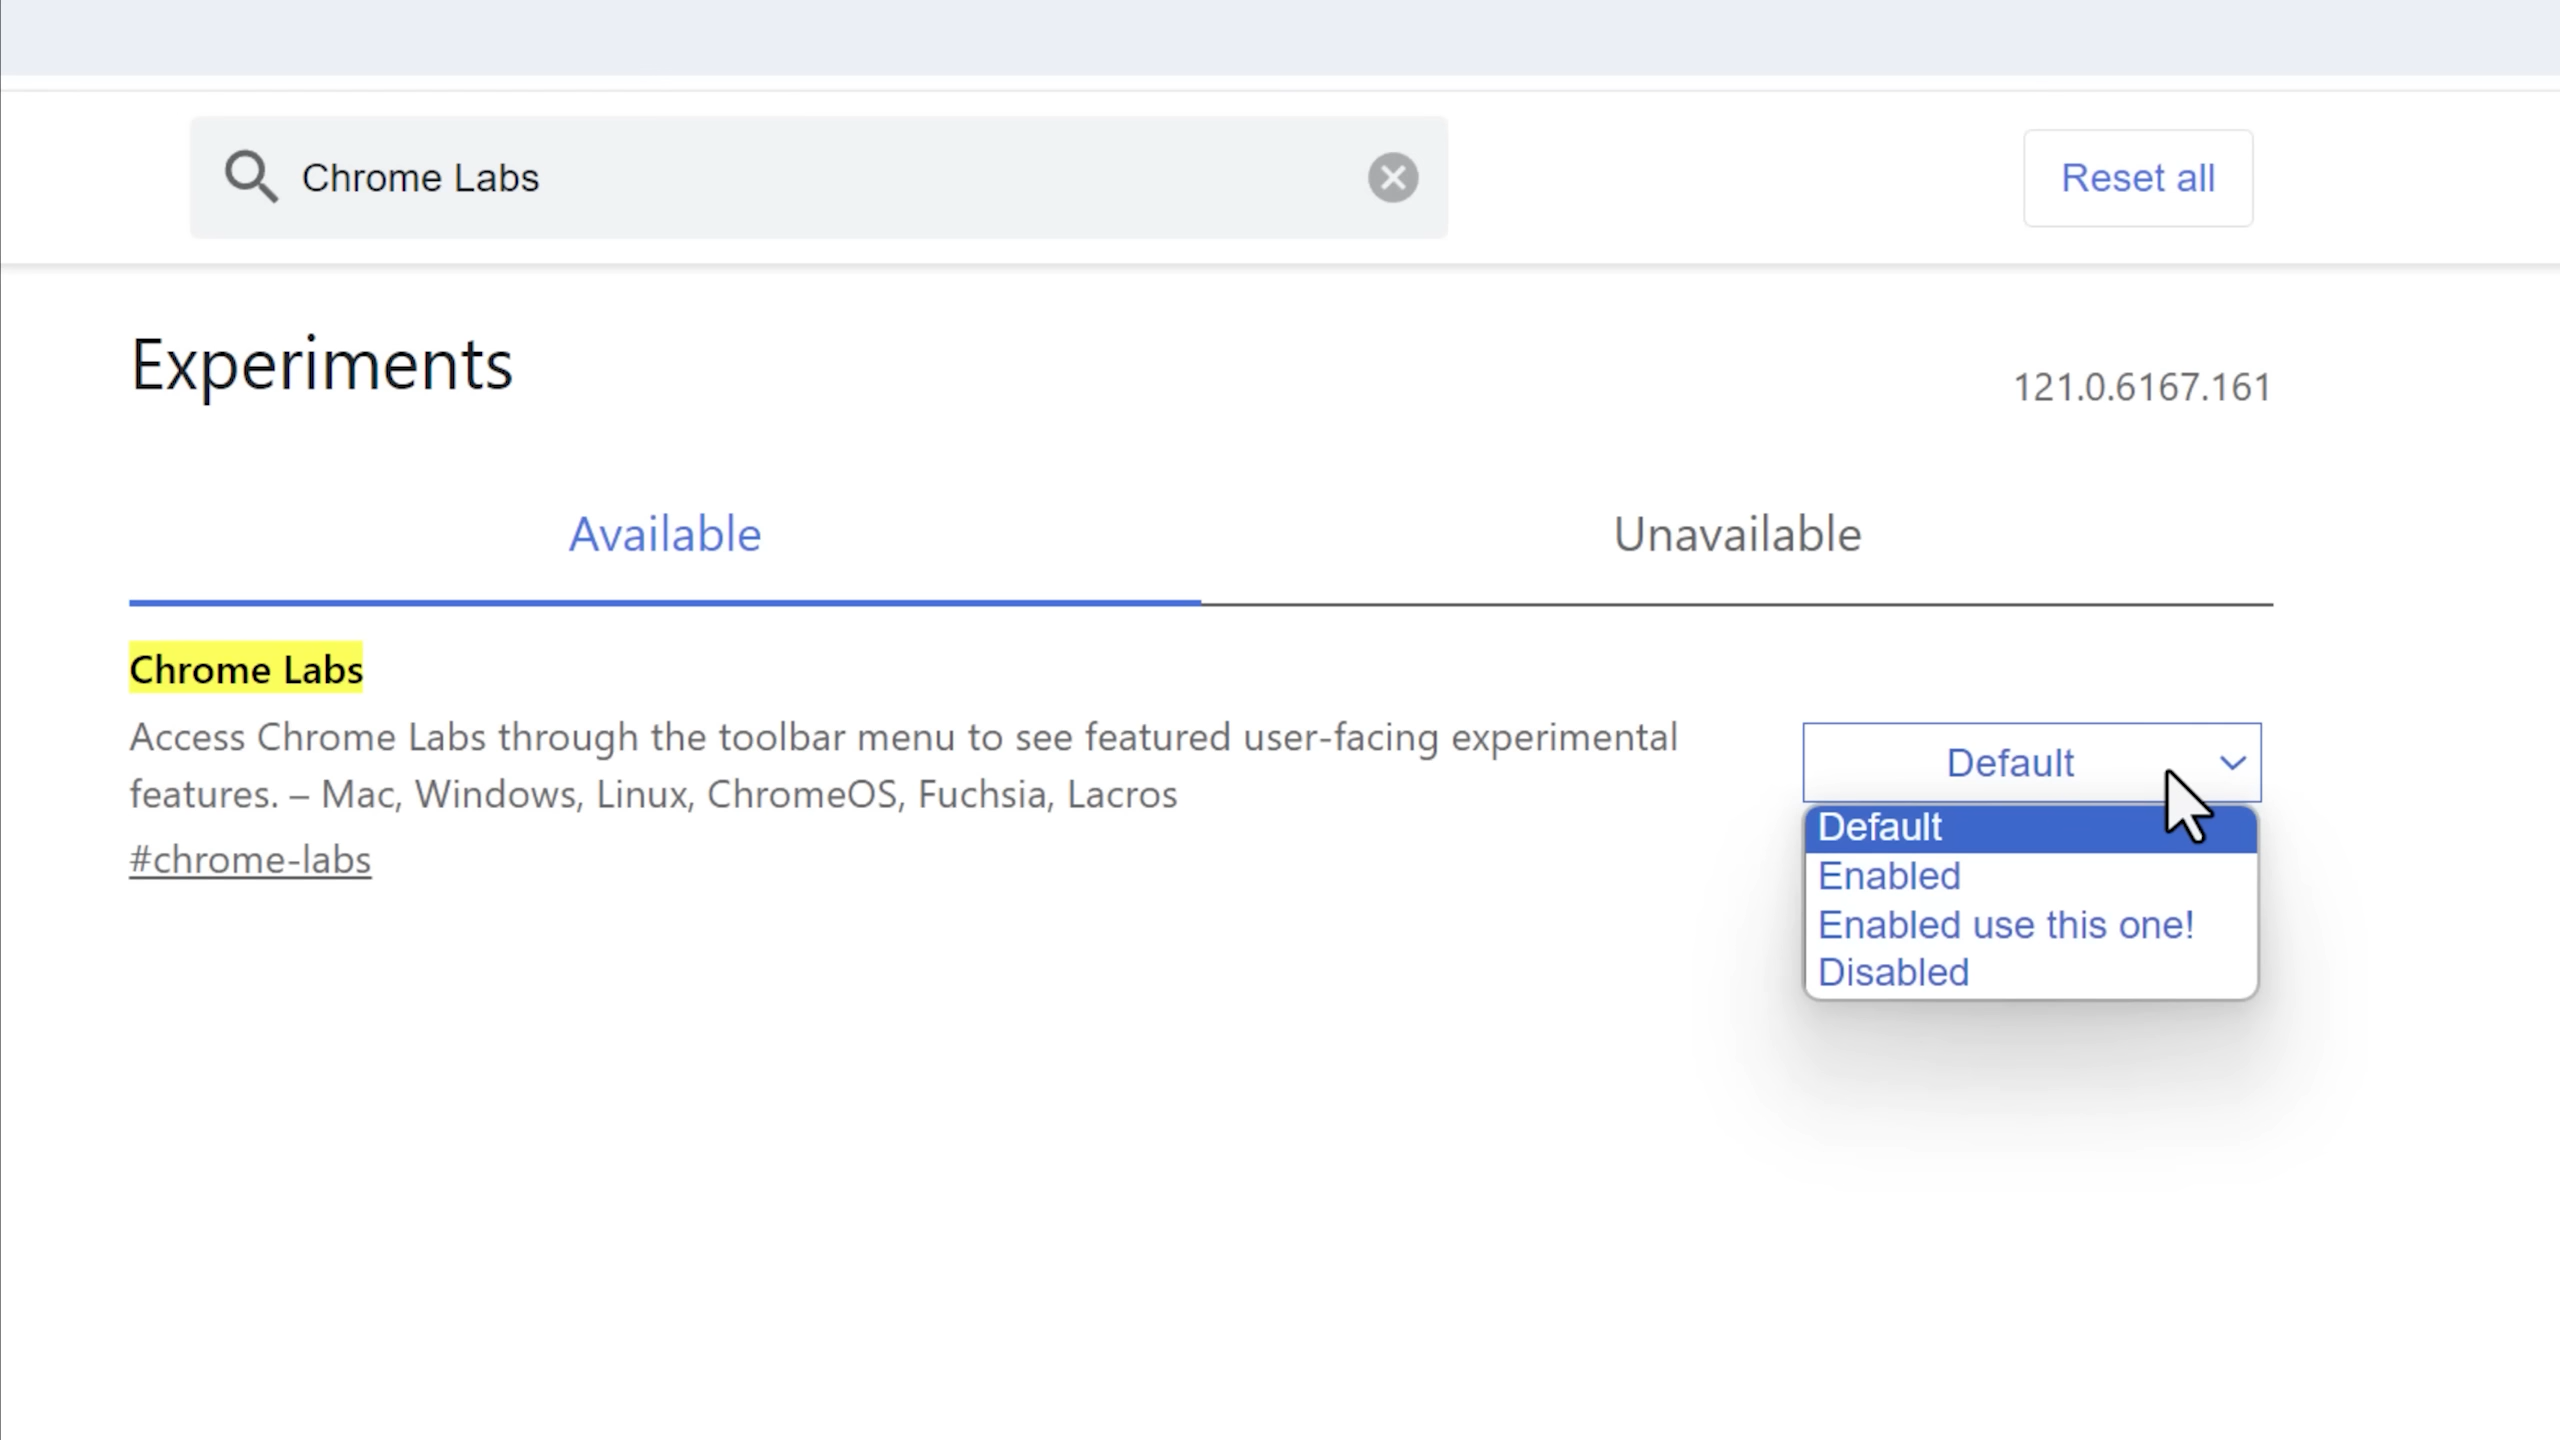 Chrome Labs
Reset all
Experiments
121.0.6167.161
Available
Unavailable
Chrome Labs
Access Chrome Labs through the toolbar menu to see featured user-facing experimental
features. – Mac, Windows, Linux, ChromeOS, Fuchsia, Lacros
#chrome-labs
Default
Default
Enabled
Enabled use this one!
Disabled